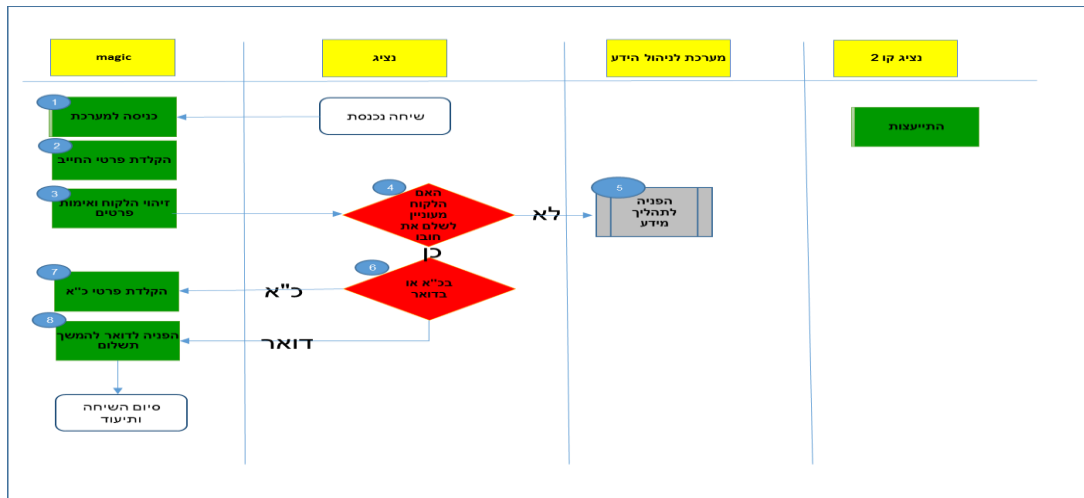 magic
נציג
מערכת לניהול הידע
נציג קו 2
1
כניסה למערכת
שיחה נכנסת
התייעצות
2
הקלדת פרטי החייב
3
זיהוי הלקוח ואימות
פרטים
4
האם
הלקוח
מעוניין
לשלם את
חובו
לא
5
הפניה
לתהליך
מידע
כן
6
בכ"א או
בדואר
כ"א
7
הקלדת פרטי כ"א
דואר
8
הפניה לדואר להמשך
תשלום
סיום השיחה
ותיעוד